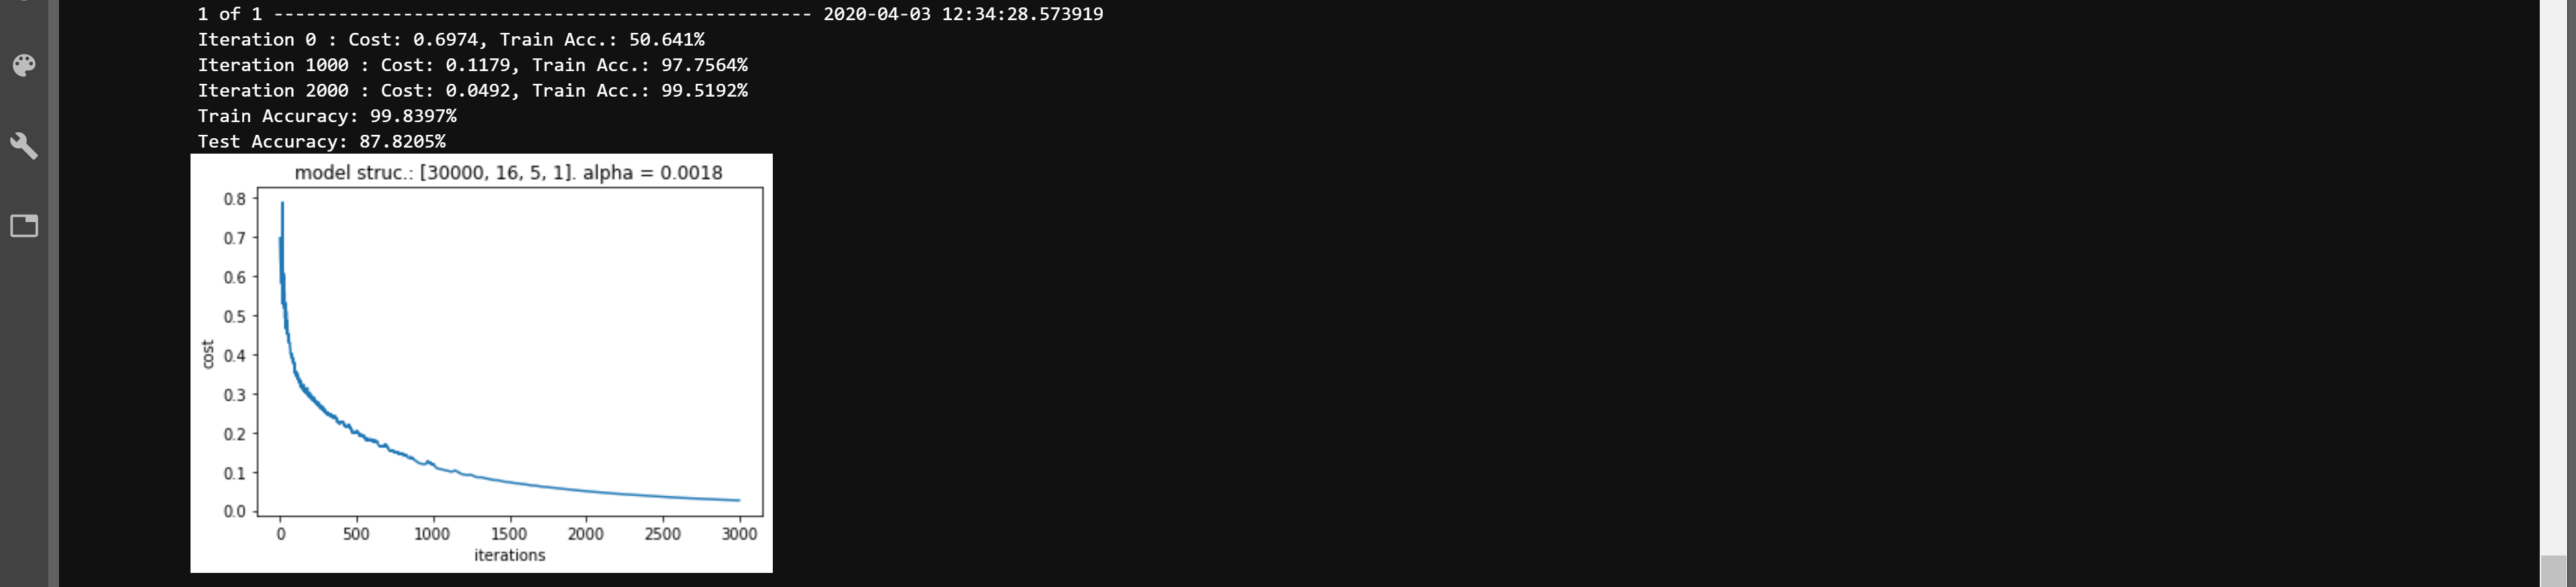 1 of 1 -------------------------------------------------- 2020-04-03 12:34:28.573919
Iteration 0 : Cost: 0.6974, Train Acc.: 50.641%
Iteration 1000 : Cost: 0.1179, Train Acc.: 97.7564%
Iteration 2000 : Cost: 0.0492, Train Acc.: 99.5192%
Train Accuracy: 99.8397%
Test Accuracy: 87.8205%
model struc.: [30000, 16, 5, 1]. alpha = 0.0018
0.8
0.7
0.6
0.5
0.4
0.3
0.2
0.1
0.0
cost
0 500 1000 1500 2000 2500 3000
iterations